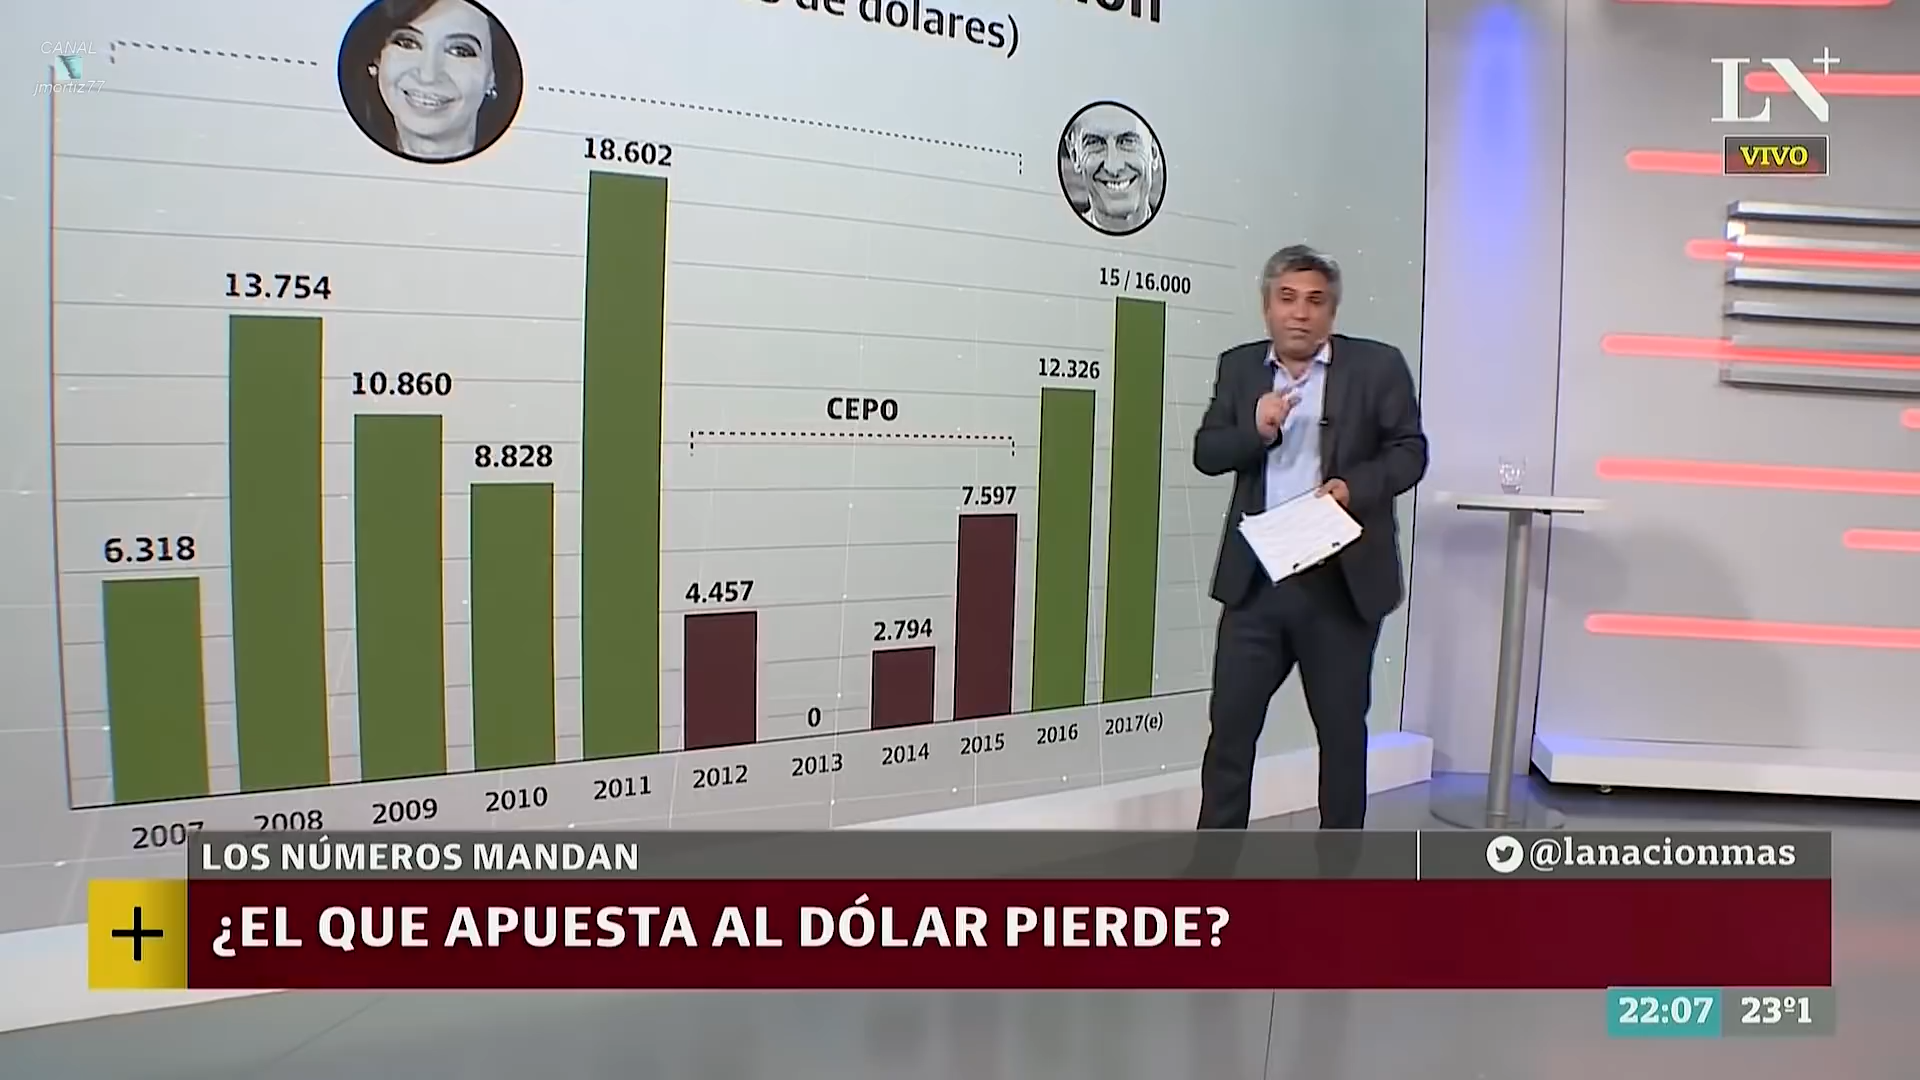 CANAL
jmortiz77
de dólares)
LN+
VIVO
18.602
13.754
15 / 16.000
12.326
10.860
CEPO
8.828
7.597
6.318
4.457
2.794
0
2007
2008
2009
2010
2011
2012
2013
2014
2015
2016
2017(e)
LOS NÚMEROS MANDAN
@lanacionmas
+
¿EL QUE APUESTA AL DÓLAR PIERDE?
22:07
23º1